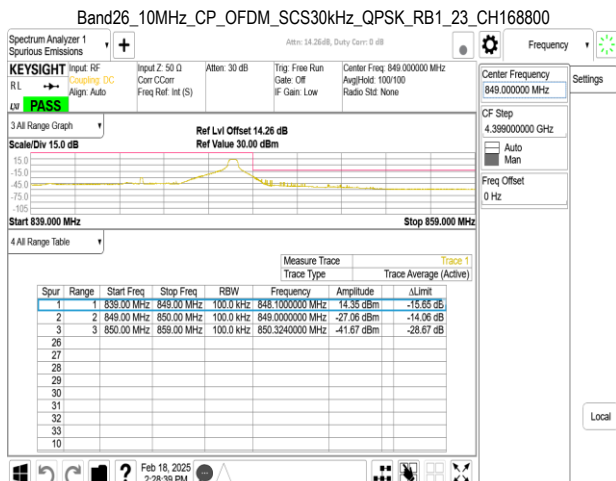 Band26_10MHz_CP_OFDM_SCS30kHz_QPSK_RB1_23_CH168800
Spectrum Analyzer 1
Spurious Emissions
Atten: 14.26dB, Duty Corr: 0 dB
Frequency
KEYSIGHT
RL
Input: RF
Coupling: DC
Align: Auto
Input Z: 50 Ω
Corr CCorr
Freq Ref: Int (S)
Atten: 30 dB
Trig: Free Run
Gate: Off
IF Gain: Low
Center Freq: 849.000000 MHz
Avg|Hold: 100/100
Radio Std: None
LXI PASS
Center Frequency
849.000000 MHz
Settings
CF Step
4.399000000 GHz
Auto
Man
Freq Offset
0 Hz
Local
3 All Range Graph
Scale/Div 15.0 dB
Ref Lvl Offset 14.26 dB
Ref Value 30.00 dBm
15.0
-15.0
-45.0
-75.0
-105
Start 839.000 MHz
Stop 859.000 MHz
4 All Range Table
Measure Trace Trace 1
Trace Type Trace Average (Active)
Spur Range Start Freq Stop Freq RBW Frequency Amplitude ΔLimit
1 1 839.00 MHz 849.00 MHz 100.0 kHz 848.1000000 MHz 14.35 dBm -15.65 dB
2 2 849.00 MHz 850.00 MHz 100.0 kHz 849.0000000 MHz -27.06 dBm -14.06 dB
3 3 850.00 MHz 859.00 MHz 100.0 kHz 850.3240000 MHz -41.67 dBm -28.67 dB
26
27
28
29
30
31
32
33
10
Feb 18, 2025
2:28:39 PM